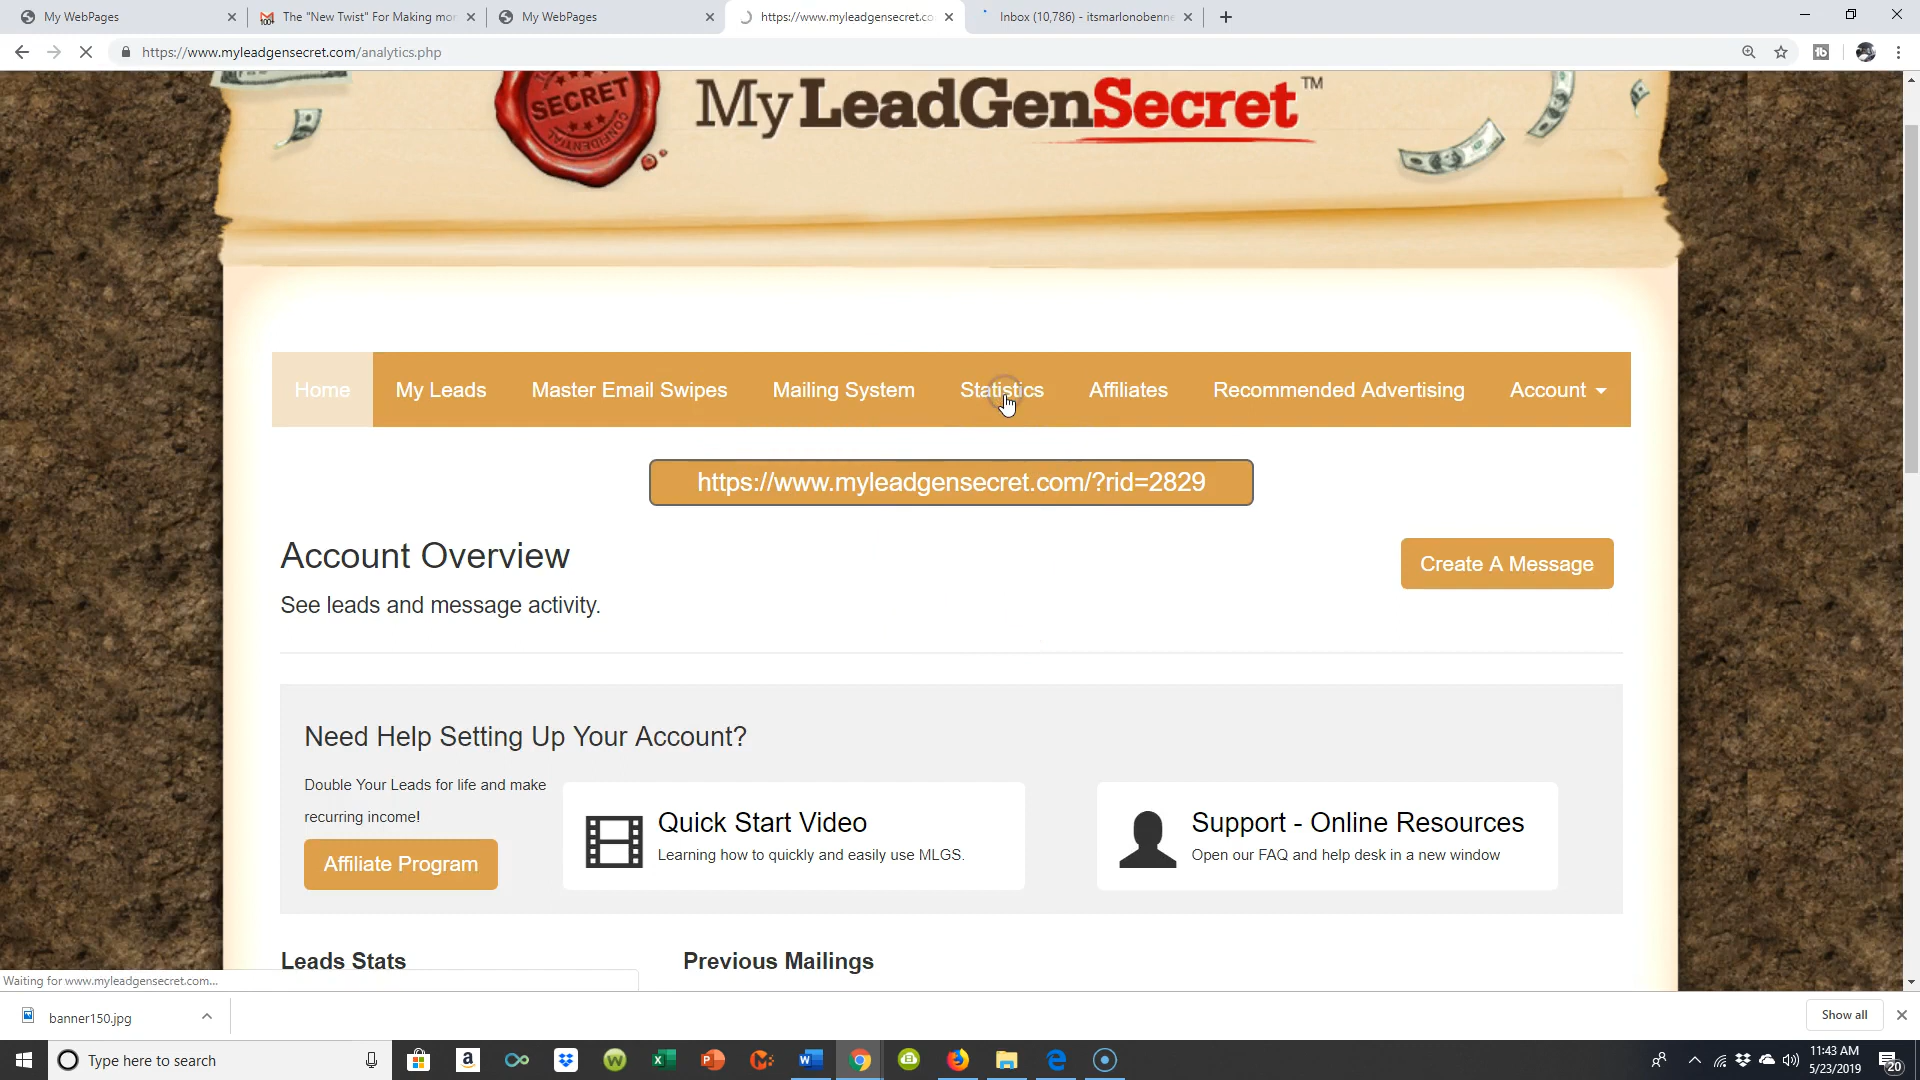 My WebPages
The "New Twist" For Making mor
My WebPages
https://www.myleadgensecret.co
Inbox (10,786) - itsmarlonobenne
https://www.myleadgensecret.com/analytics.php
SECRET
CONFIDENTIAL
MyLeadGenSecret™
Home
My Leads
Master Email Swipes
Mailing System
Statistics
Affiliates
Recommended Advertising
Account
https://www.myleadgensecret.com/?rid=2829
Account Overview
Create A Message
See leads and message activity.
Need Help Setting Up Your Account?
Double Your Leads for life and make
recurring income!
Affiliate Program
Quick Start Video
Learning how to quickly and easily use MLGS.
Support - Online Resources
Open our FAQ and help desk in a new window
Leads Stats
Previous Mailings
Waiting for www.myleadgensecret.com...
banner150.jpg
Show all
Type here to search
11:43 AM
5/23/2019
20